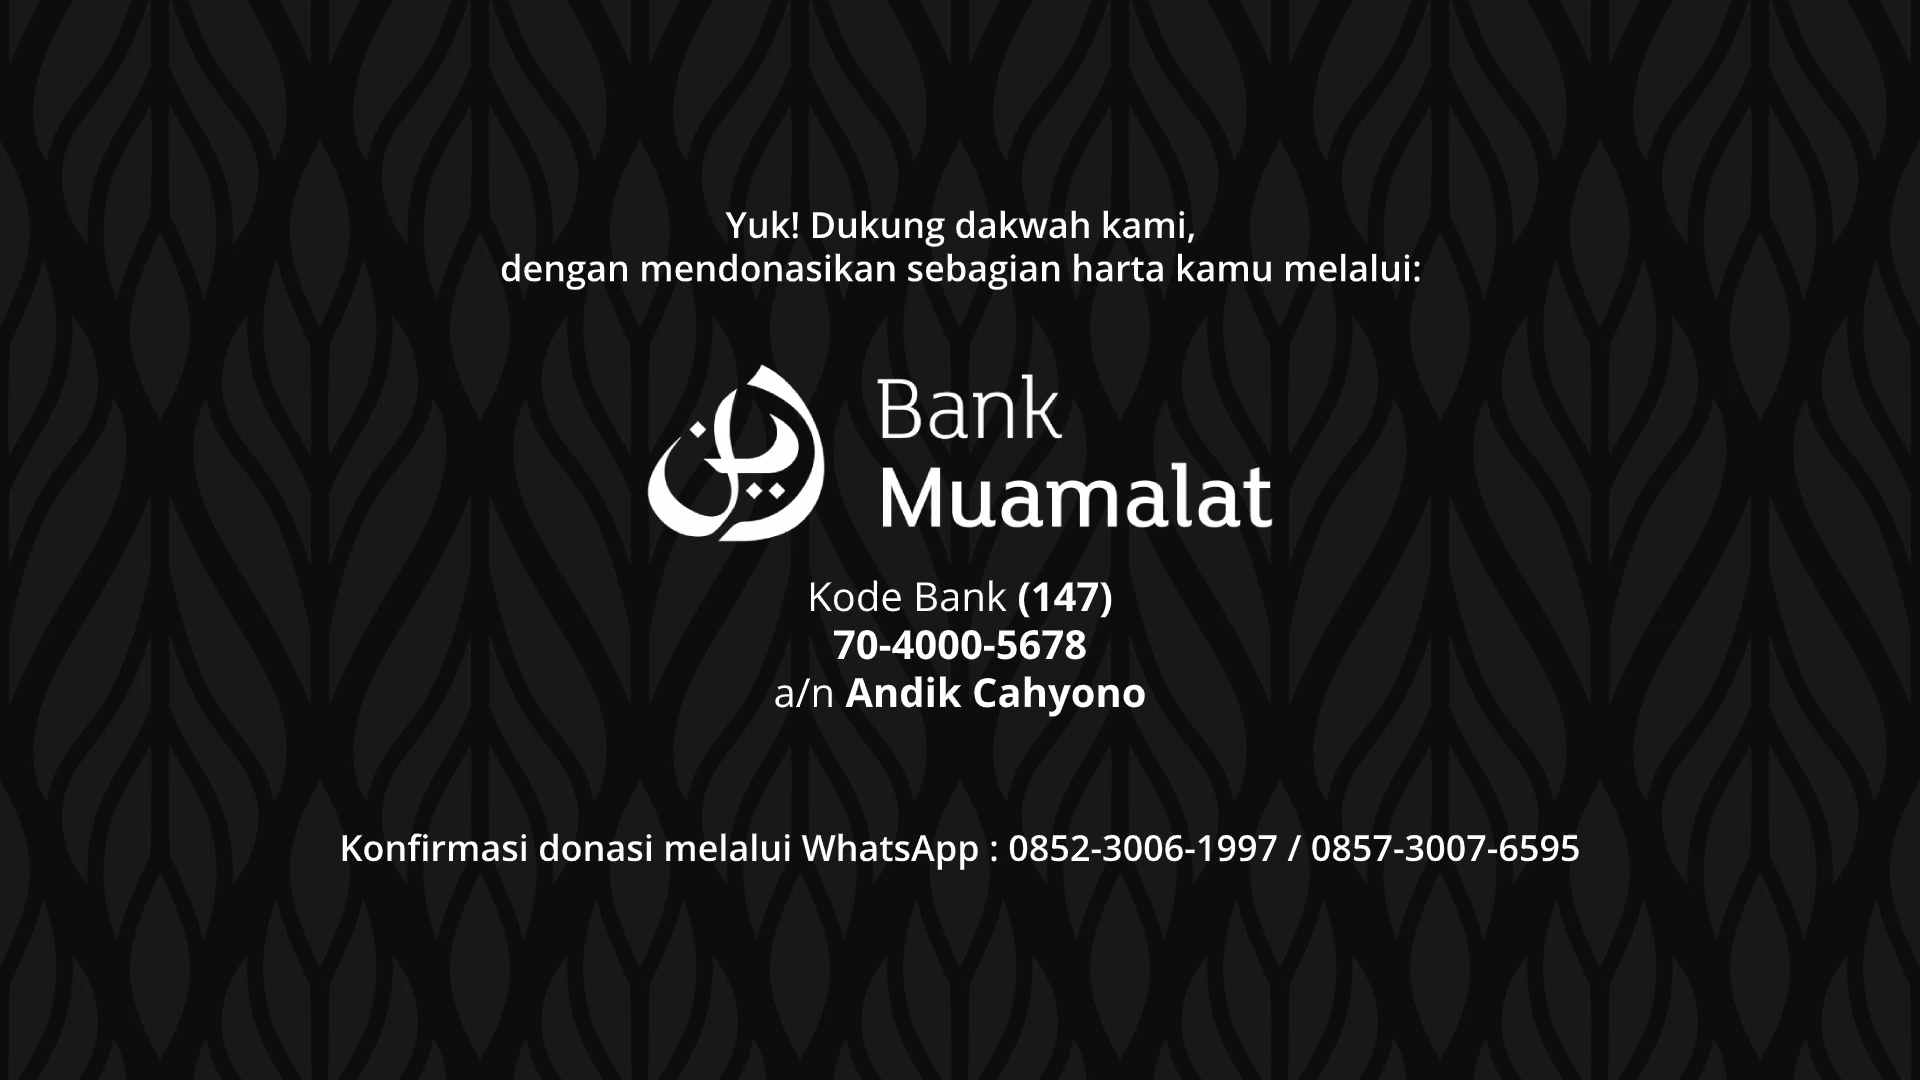 Yuk! Dukung dakwah kami,
dengan mendonasikan sebagian harta kamu melalui:
Bank
Muamalat
Kode Bank (147)
70-4000-5678
a/n Andik Cahyono
Konfirmasi donasi melalui WhatsApp : 0852-3006-1997 / 0857-3007-6595